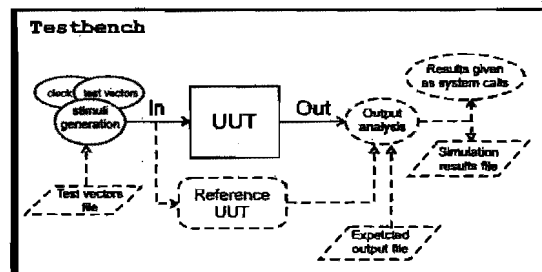 Testbench
clock test vectors
stimuli
generation
In
UUT
Out
Output
analysis
Results given
as system calls
Simulation
results file
Test vectors
file
Reference
UUT
Expetcted
output file